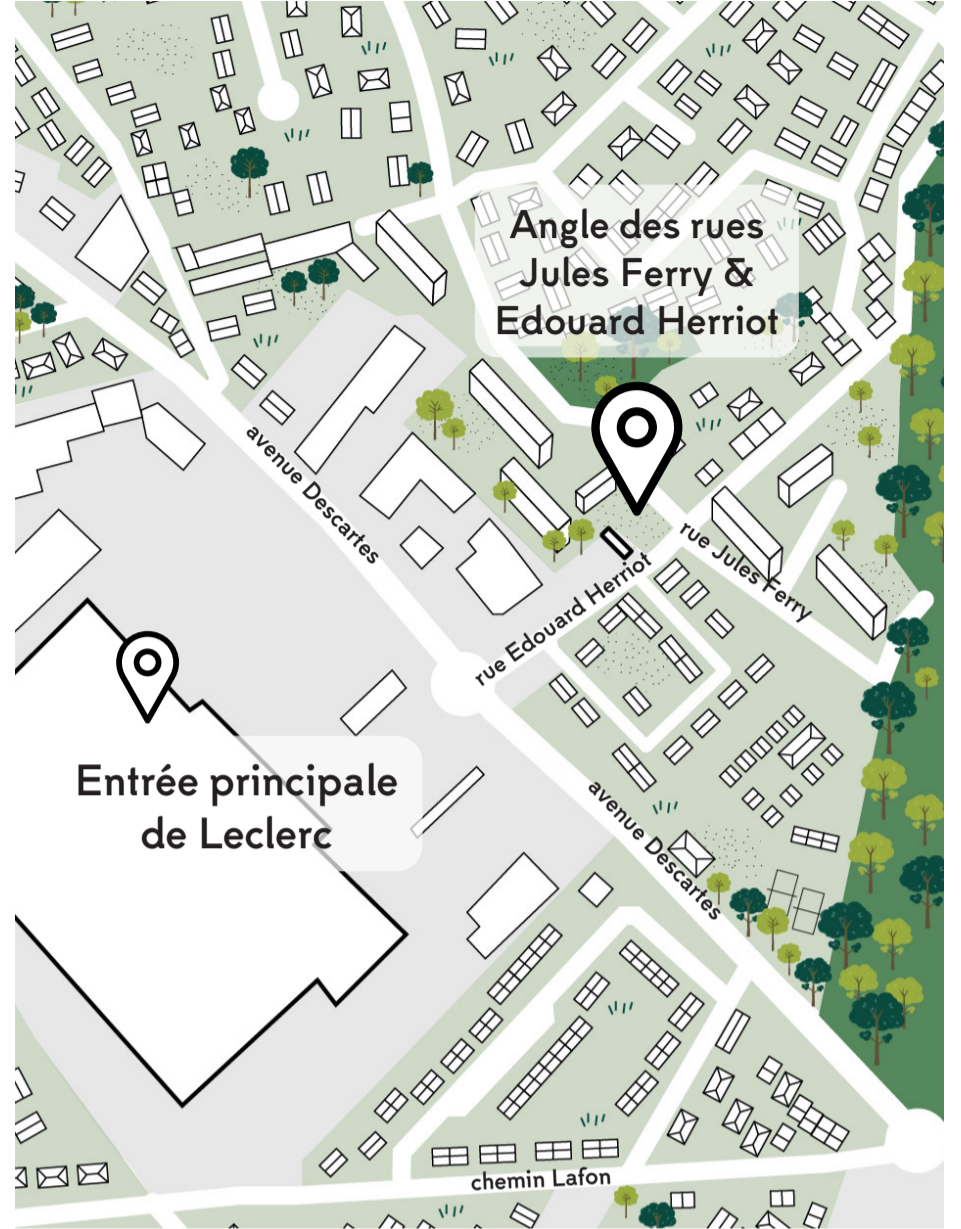 Angle des rues
Jules Ferry &
Edouard Herriot
avenue Descartes
rue Jules Ferry
rue Edouard Herriot
Entrée principale
de Leclerc
avenue Descartes
chemin Lafon